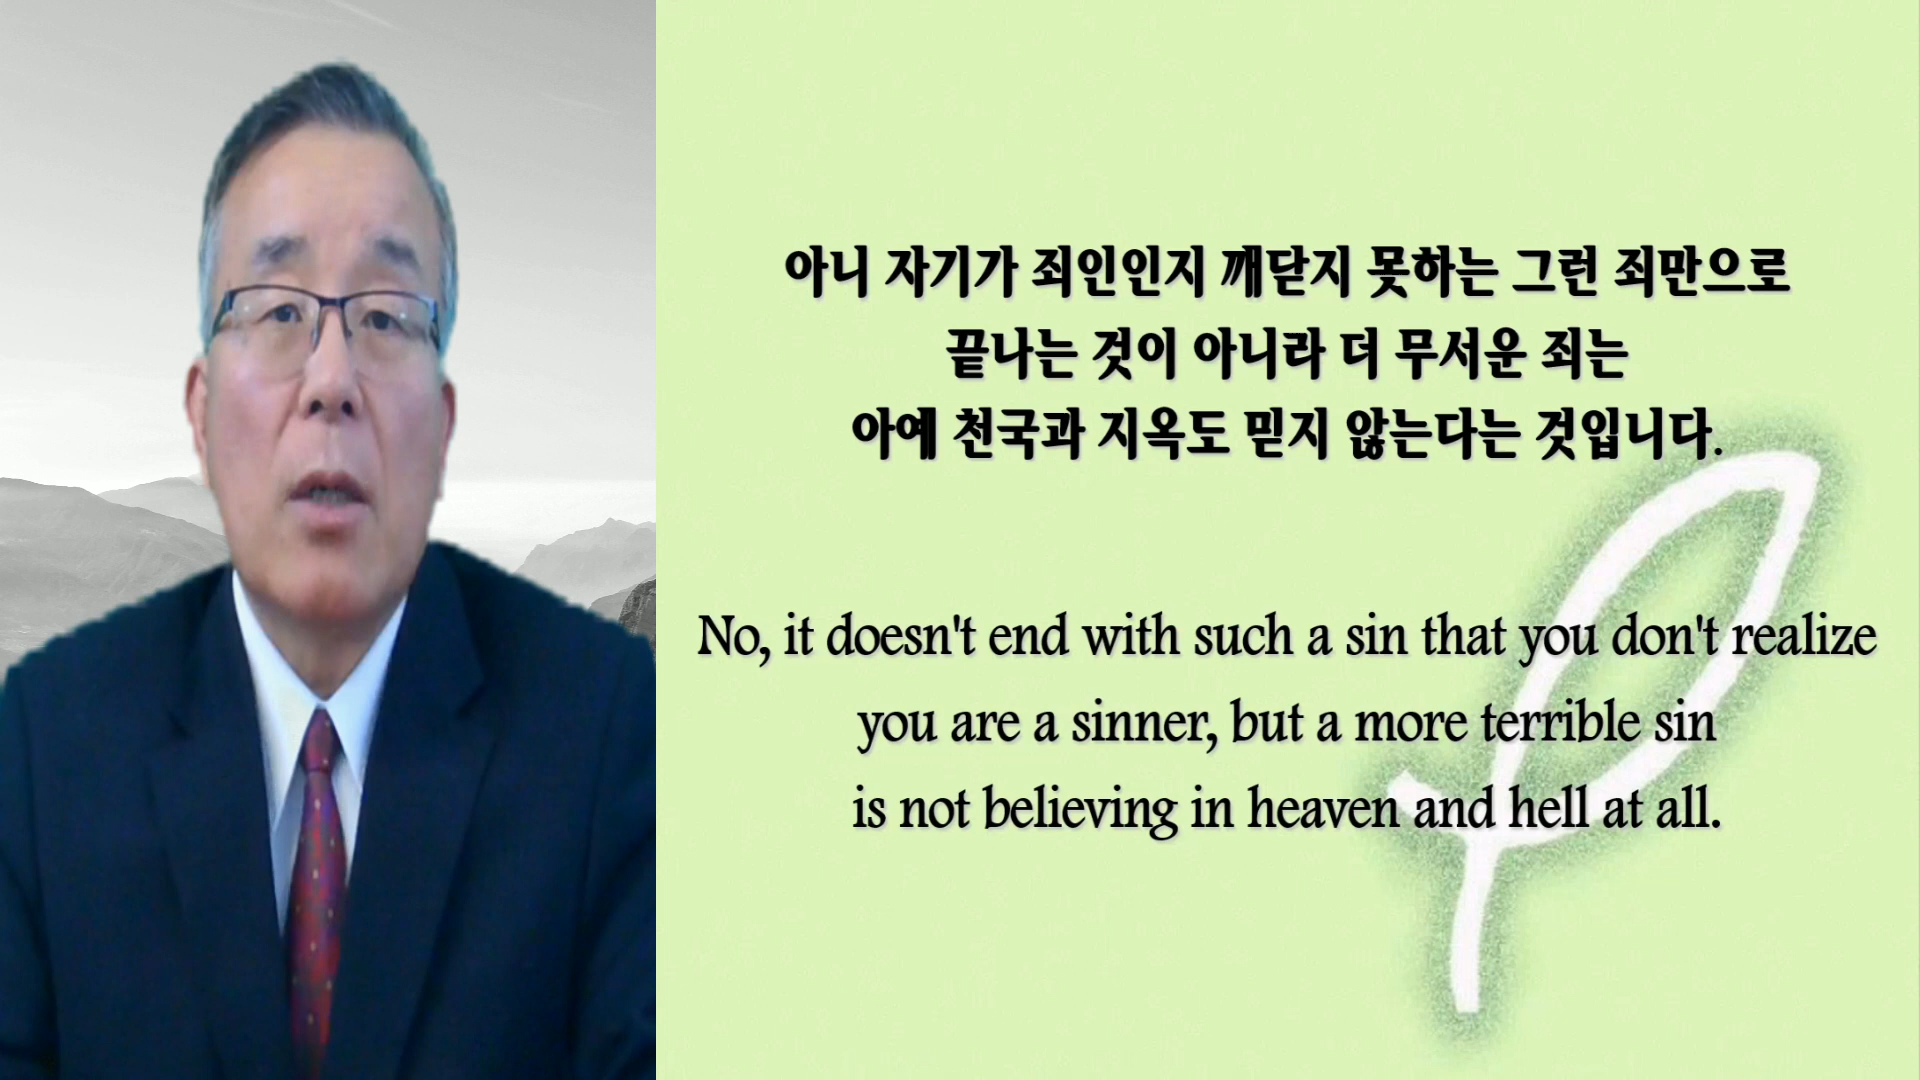 아니 자기가 죄인인지 깨닫지 못하는 그런 죄만으로
끝나는 것이 아니라 더 무서운 죄는
아예 천국과 지옥도 믿지 않는다는 것입니다.
No, it doesn't end with such a sin that you don't realize
you are a sinner, but a more terrible sin
is not believing in heaven and hell at all.